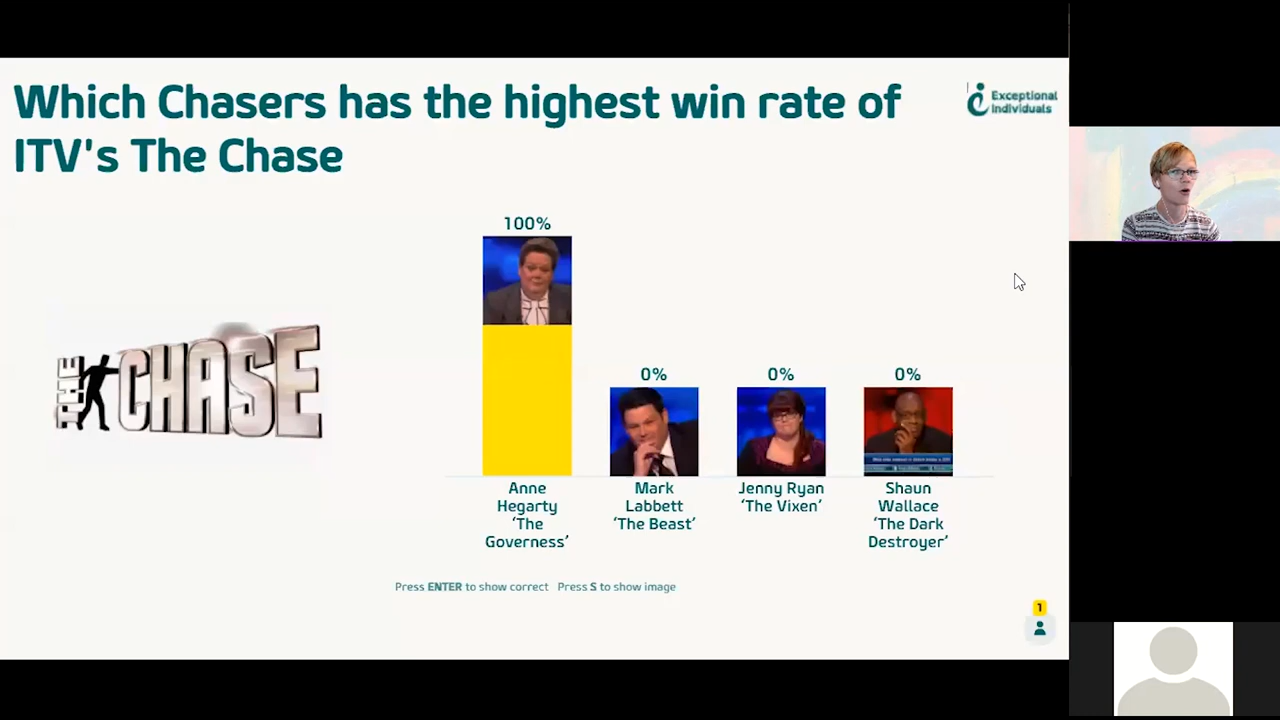 Which Chasers has the highest win rate of
ITV's The Chase
Exceptional
Individuals
100%
THE CHASE
0%
0%
0%
Anne
Hegarty
‘The
Governess’
Mark
Labbett
‘The Beast’
Jenny Ryan
‘The Vixen’
Shaun
Wallace
‘The Dark
Destroyer’
Press ENTER to show correct Press S to show image
1